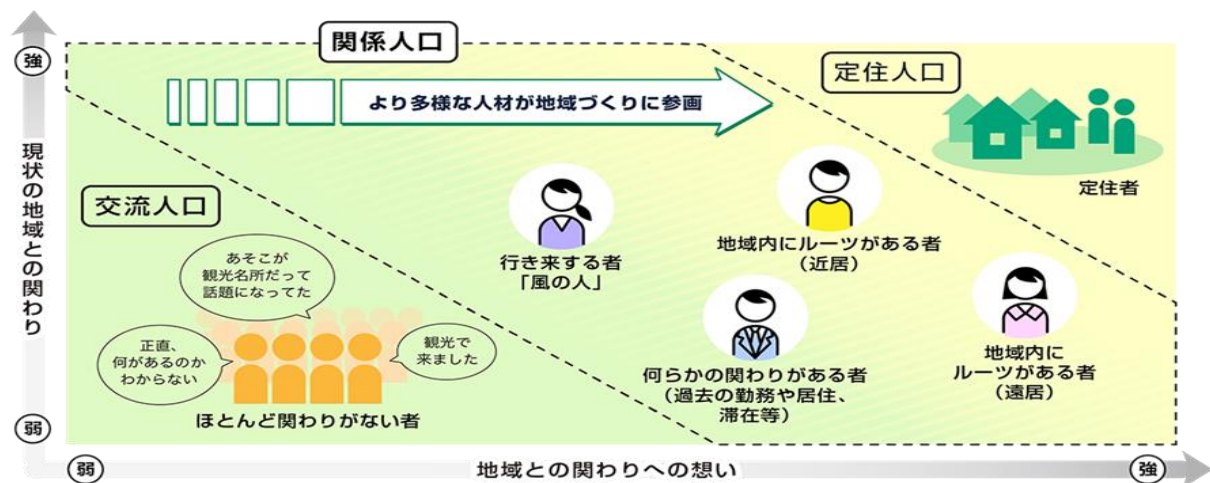 関係人口
強
より多様な人材が地域づくりに参画
定住人口
定住者
現状の地域との関わり
交流人口
あそこが
観光名所だって
話題になってた
正直、
何があるのか
わからない
観光で
来ました
ほとんど関わりがない者
行き来する者
「風の人」
地域内にルーツがある者
（近居）
何らかの関わりがある者
（過去の勤務や居住、
滞在等）
地域内に
ルーツがある者
（遠居）
弱
弱
地域との関わりへの想い
強